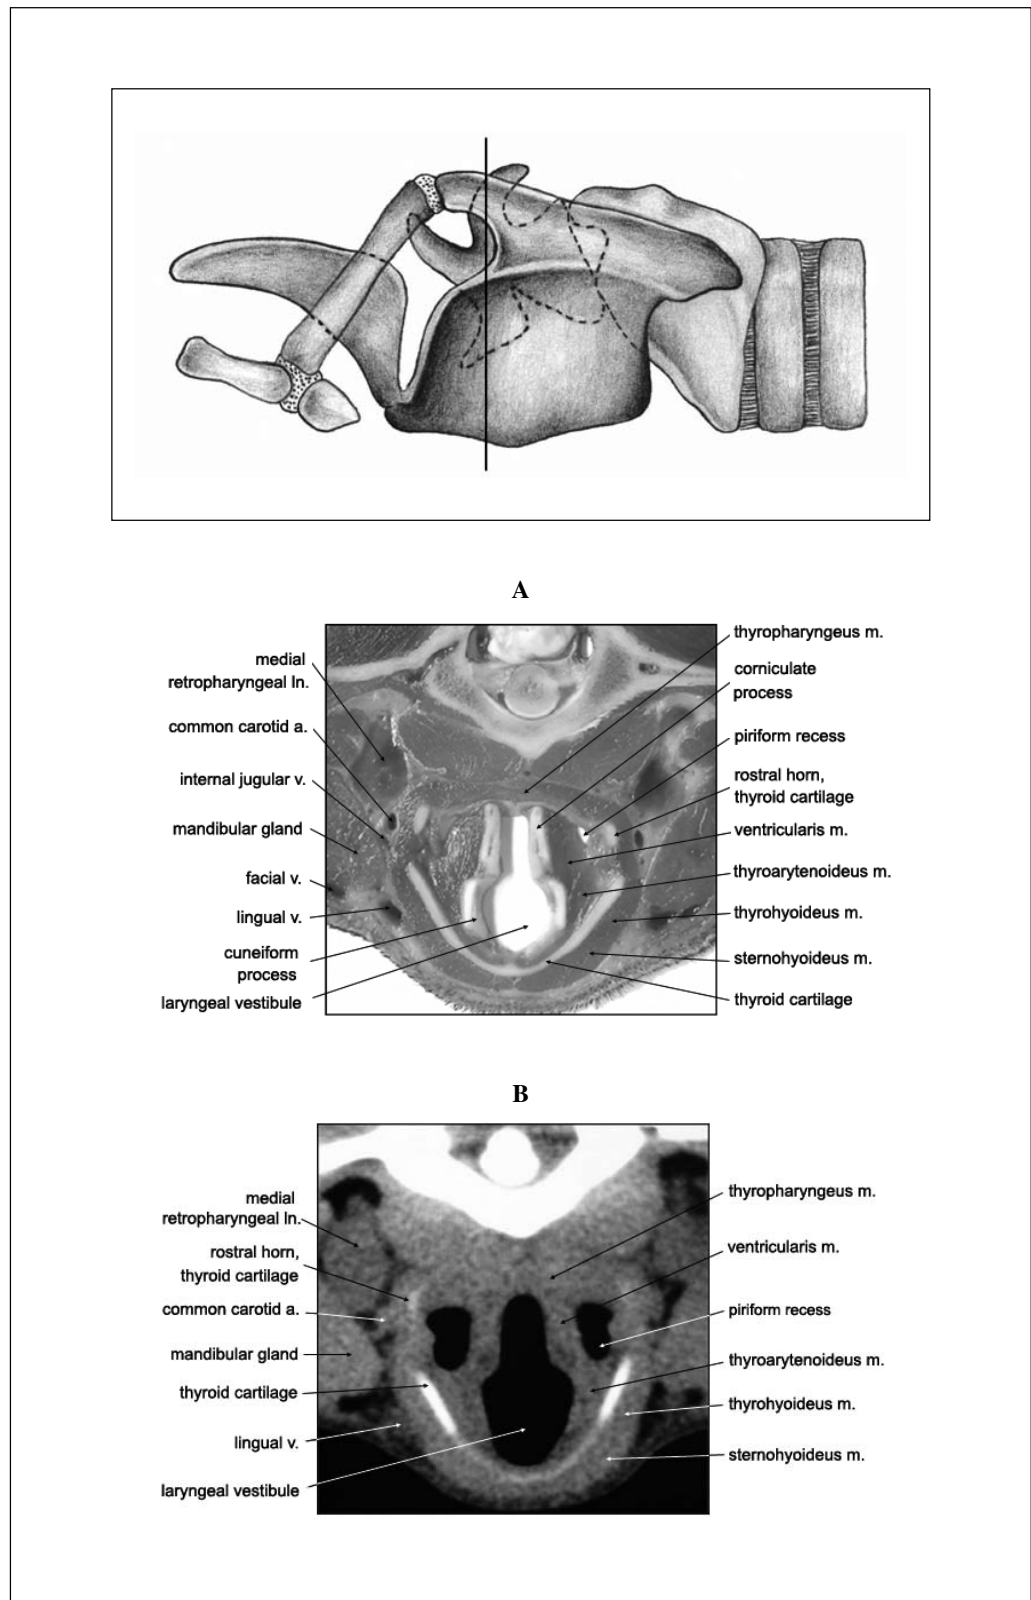 A
medial
retropharyngeal ln.
common carotid a.
internal jugular v.
mandibular gland
facial v.
lingual v.
cuneiform
process
laryngeal vestibule
thyropharyngeus m.
corniculate
process
piriform recess
rostral horn,
thyroid cartilage
ventricularis m.
thyroarytenoideus m.
thyrohyoideus m.
sternohyoideus m.
thyroid cartilage
B
medial
retropharyngeal ln.
rostral horn,
thyroid cartilage
common carotid a.
mandibular gland
thyroid cartilage
lingual v.
laryngeal vestibule
thyropharyngeus m.
ventricularis m.
piriform recess
thyroarytenoideus m.
thyrohyoideus m.
sternohyoideus m.